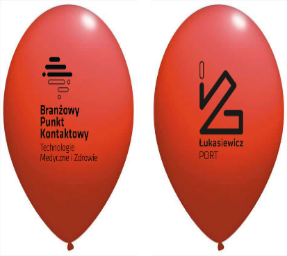 Branżowy
Punkt
Kontaktowy
Technologie
Medyczne i Zdrowie
Łukasiewicz
PORT